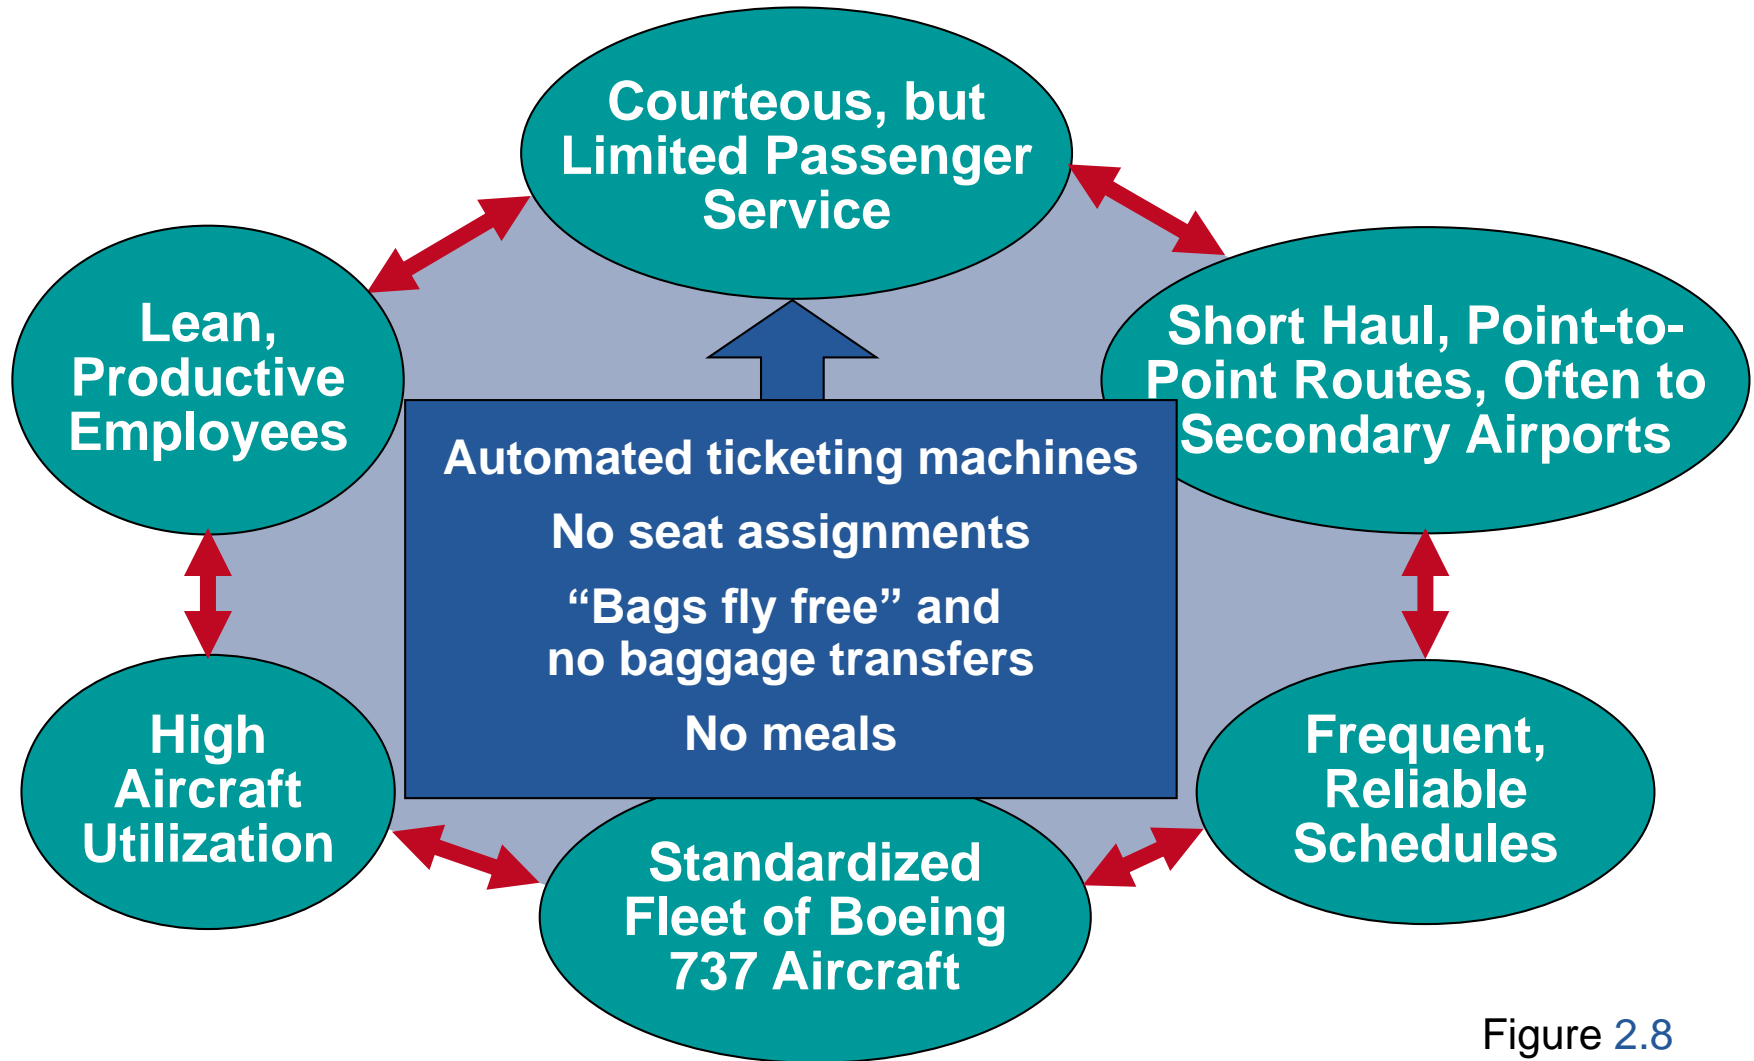 Courteous, but
Limited Passenger
Service
Lean,
Productive
Employees
Short Haul, Point-to-
Point Routes, Often to
Secondary Airports
Automated ticketing machines
No seat assignments
“Bags fly free” and
no baggage transfers
No meals
High
Aircraft
Utilization
Frequent,
Reliable
Schedules
Standardized
Fleet of Boeing
737 Aircraft
Figure 2.8